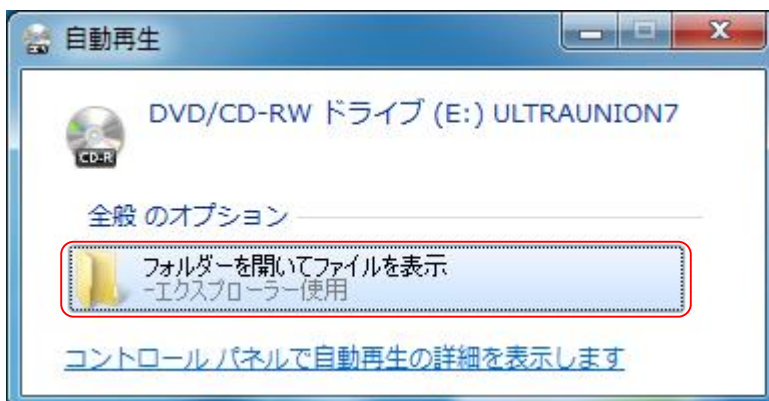 自動再生
DVD/CD-RW ドライブ (E:) ULTRAUNION7
CD-R
全般 のオプション
フォルダーを開いてファイルを表示
-エクスプローラー使用
コントロール パネルで自動再生の詳細を表示します